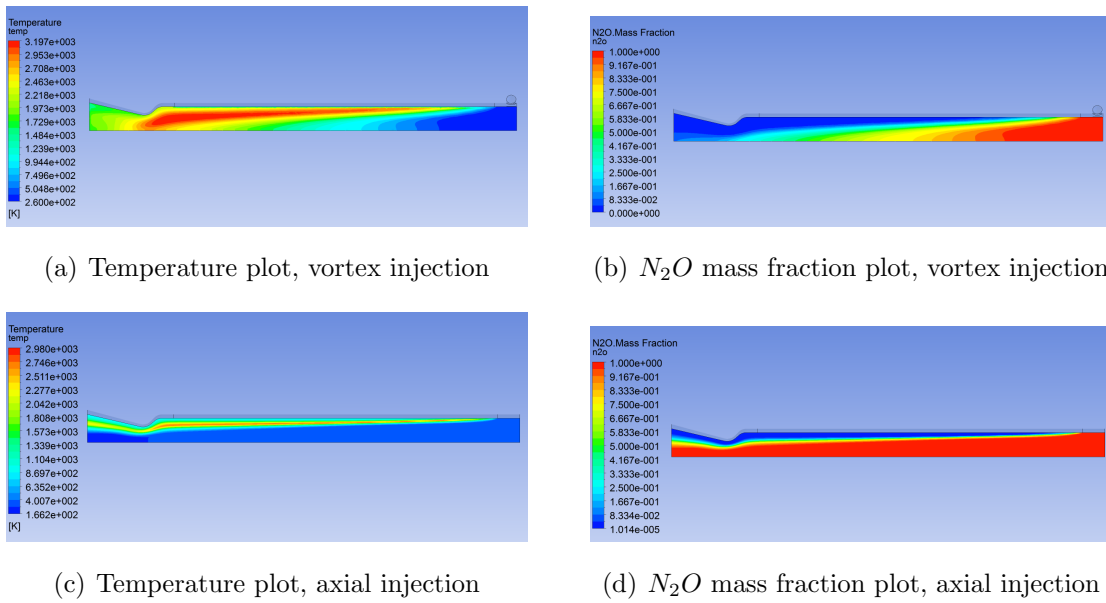 Temperature
temp
3.197e+003
2.953e+003
2.708e+003
2.463e+003
2.218e+003
1.973e+003
1.729e+003
1.484e+003
1.239e+003
9.944e+002
7.496e+002
5.048e+002
2.600e+002
[K]
(a) Temperature plot, vortex injection
N2O.Mass Fraction
n2o
1.000e+000
9.167e-001
8.333e-001
7.500e-001
6.667e-001
5.833e-001
5.000e-001
4.167e-001
3.333e-001
2.500e-001
1.667e-001
8.333e-002
0.000e+000
(b) N₂O mass fraction plot, vortex injection
Temperature
temp
2.980e+003
2.746e+003
2.511e+003
2.277e+003
2.042e+003
1.808e+003
1.573e+003
1.339e+003
1.104e+003
8.697e+002
6.352e+002
4.007e+002
1.662e+002
[K]
(c) Temperature plot, axial injection
N2O.Mass Fraction
n2o
1.000e+000
9.167e-001
8.333e-001
7.500e-001
6.667e-001
5.833e-001
5.000e-001
4.167e-001
3.333e-001
2.500e-001
1.667e-001
8.334e-002
1.014e-005
(d) N₂O mass fraction plot, axial injection